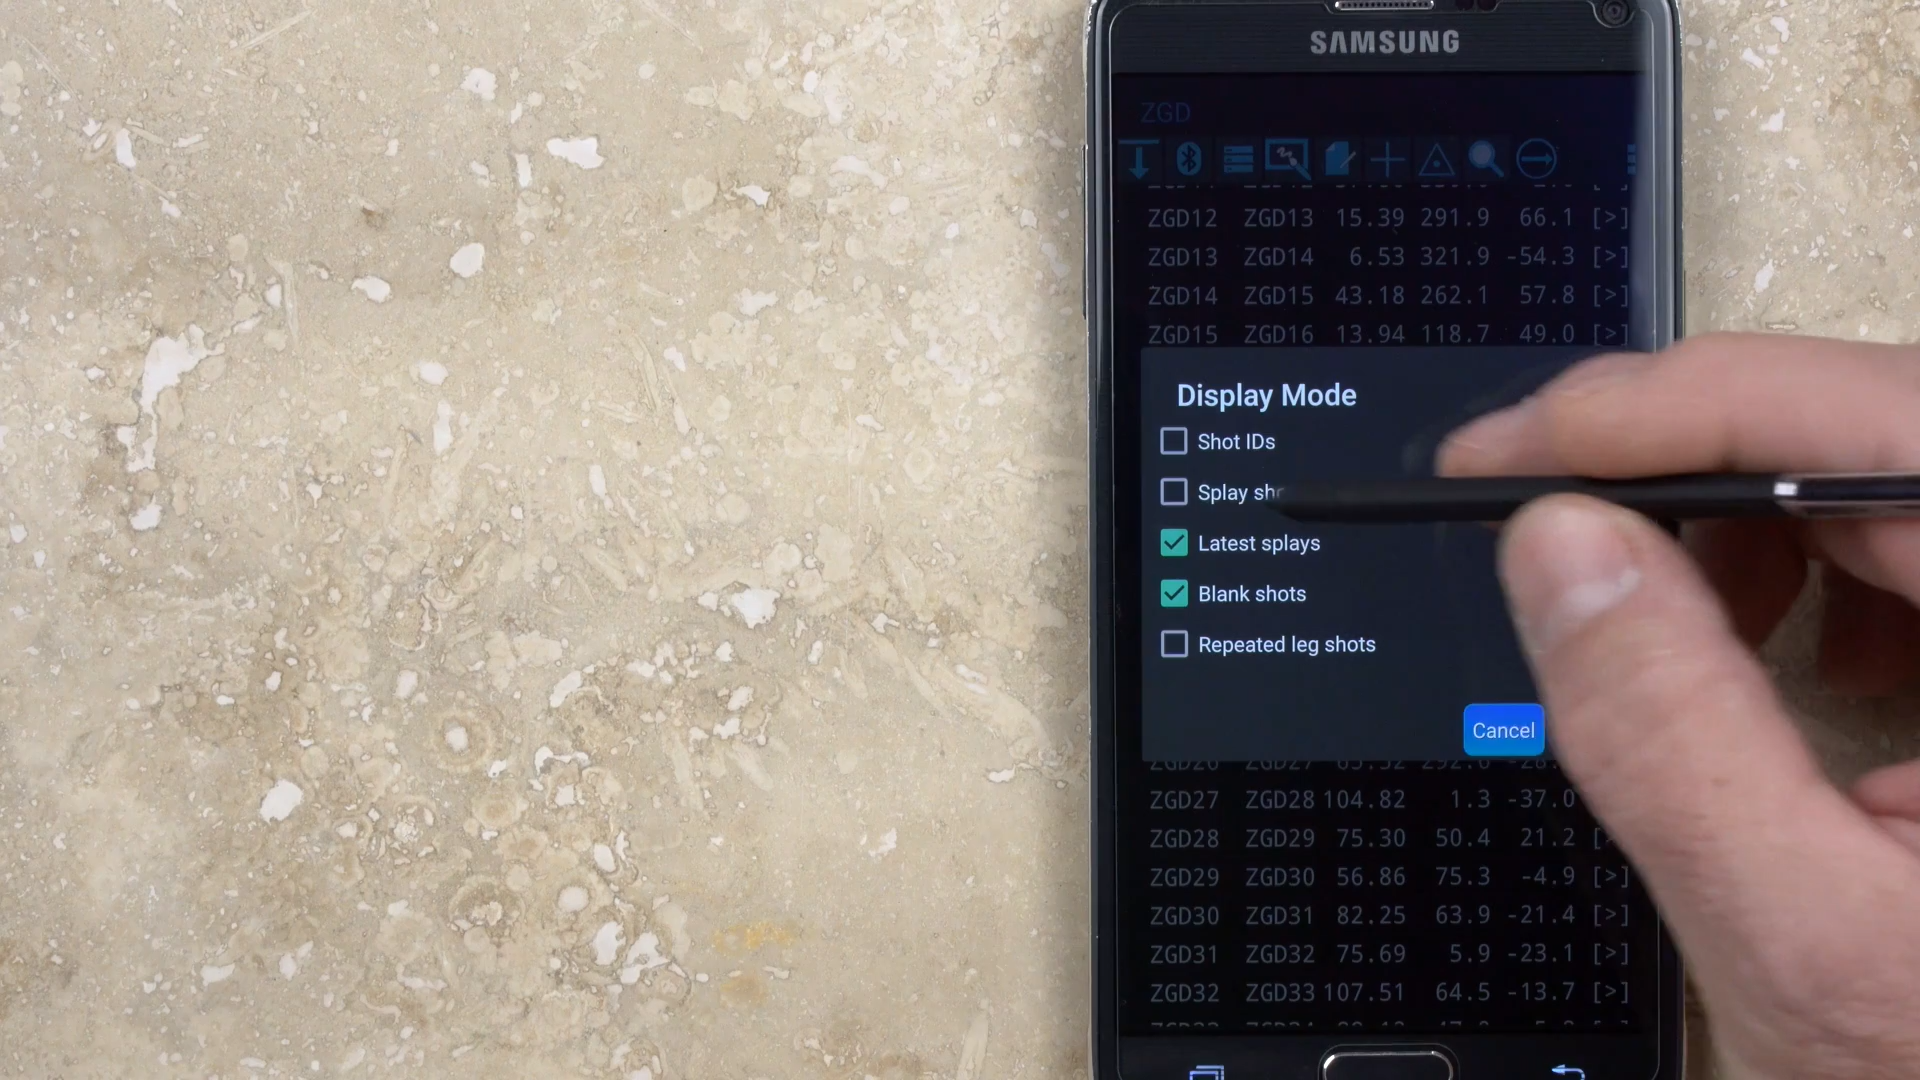 SAMSUNG
ZGD
ZGD12 ZGD13 15.39 291.9 66.1 [>]
ZGD13 ZGD14 6.53 321.9 -54.3 [>]
ZGD14 ZGD15 43.18 262.1 57.8 [>]
ZGD15 ZGD16 13.94 118.7 49.0 [>]
Display Mode
Shot IDs
Splay
Latest splays
Blank shots
Repeated leg shots
Cancel
ZGD27 ZGD28 104.82 1.3 -37.0
ZGD28 ZGD29 75.30 50.4 21.2
ZGD29 ZGD30 56.86 75.3 -4.9 [>]
ZGD30 ZGD31 82.25 63.9 -21.4 [>]
ZGD31 ZGD32 75.69 5.9 -23.1 [>]
ZGD32 ZGD33 107.51 64.5 -13.7 [>]